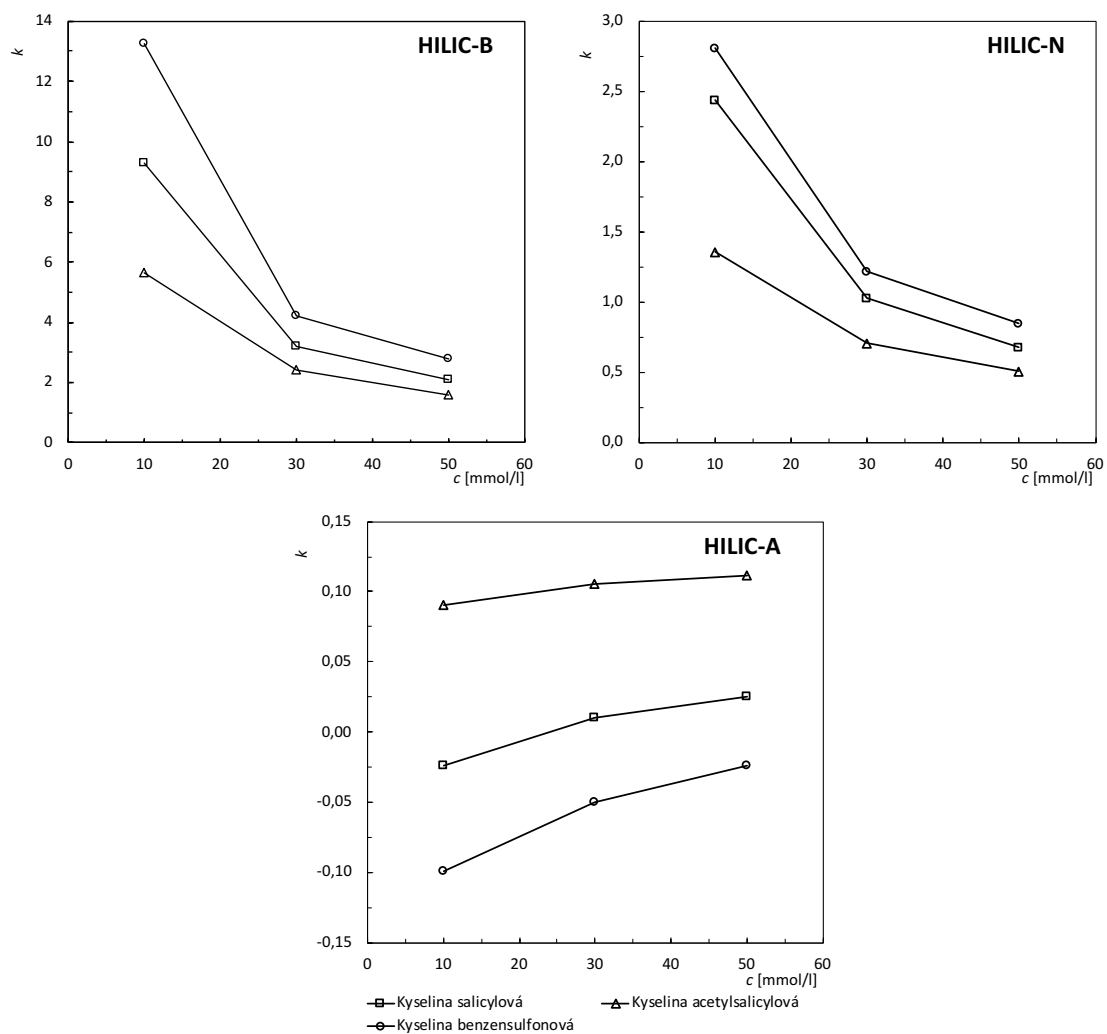 HILIC-B
k
14
12
10
8
6
4
2
0
0 10 20 30 40 50 60
c [mmol/l]
HILIC-N
k
3,0
2,5
2,0
1,5
1,0
0,5
0,0
0 10 20 30 40 50 60
c [mmol/l]
HILIC-A
k
0,15
0,10
0,05
0,00
-0,05
-0,10
-0,15
0 10 20 30 40 50 60
c [mmol/l]
Kyselina salicylová Kyselina acetylsalicylová
Kyselina benzensulfonová